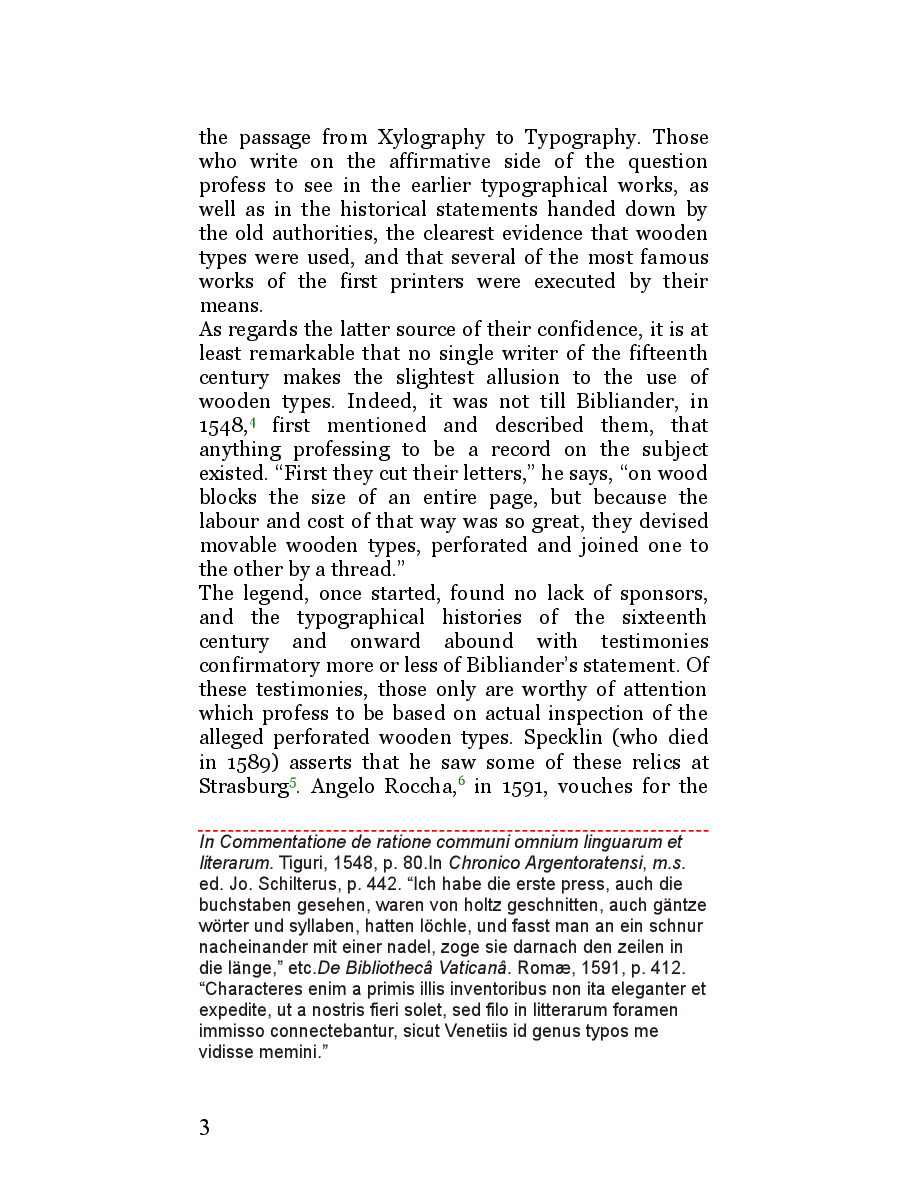 the passage from Xylography to Typography. Those
who write on the affirmative side of the question
profess to see in the earlier typographical works, as
well as in the historical statements handed down by
the old authorities, the clearest evidence that wooden
types were used, and that several of the most famous
works of the first printers were executed by their
means.
As regards the latter source of their confidence, it is at
least remarkable that no single writer of the fifteenth
century makes the slightest allusion to the use of
wooden types. Indeed, it was not till Bibliander, in
1548,4 first mentioned and described them, that
anything professing to be a record on the subject
existed. “First they cut their letters,” he says, “on wood
blocks the size of an entire page, but because the
labour and cost of that way was so great, they devised
movable wooden types, perforated and joined one to
the other by a thread.”
The legend, once started, found no lack of sponsors,
and the typographical histories of the sixteenth
century and onward abound with testimonies
confirmatory more or less of Bibliander’s statement. Of
these testimonies, those only are worthy of attention
which profess to be based on actual inspection of the
alleged perforated wooden types. Specklin (who died
in 1589) asserts that he saw some of these relics at
Strasburg5. Angelo Roccha,6 in 1591, vouches for the
In Commentatione de ratione communi omnium linguarum et
literarum. Tiguri, 1548, p. 80.In Chronico Argentoratensi, m.s.
ed. Jo. Schilterus, p. 442. “Ich habe die erste press, auch die
buchstaben gesehen, waren von holtz geschnitten, auch gäntze
wörter und syllaben, hatten löchle, und fasst man an ein schnur
nacheinander mit einer nadel, zoge sie darnach den zeilen in
die länge,” etc.De Bibliothecâ Vaticanâ. Romæ, 1591, p. 412.
“Characteres enim a primis illis inventoribus non ita eleganter et
expedite, ut a nostris fieri solet, sed filo in litterarum foramen
immisso connectebantur, sicut Venetiis id genus typos me
vidisse memini.”
3